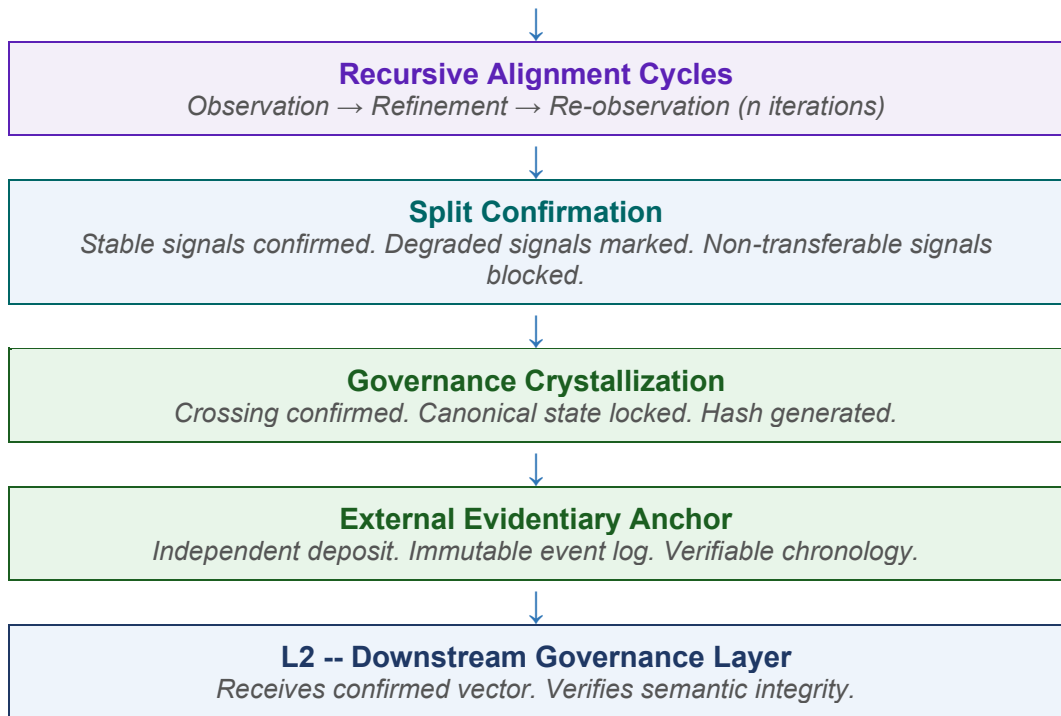 ↓
Recursive Alignment Cycles
Observation → Refinement → Re-observation (n iterations)
↓
Split Confirmation
Stable signals confirmed. Degraded signals marked. Non-transferable signals
blocked.
↓
Governance Crystallization
Crossing confirmed. Canonical state locked. Hash generated.
↓
External Evidentiary Anchor
Independent deposit. Immutable event log. Verifiable chronology.
↓
L2 -- Downstream Governance Layer
Receives confirmed vector. Verifies semantic integrity.